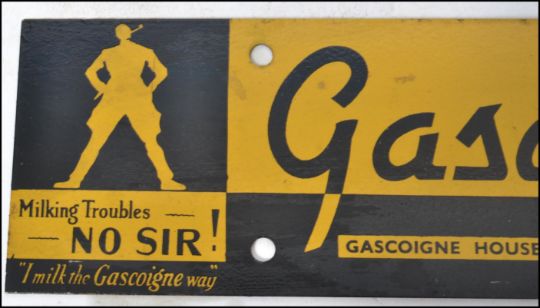 Milking Troubles
— NO SIR!
"I milk the Gascoigne way"
Gasc
GASCOIGNE HOUSE